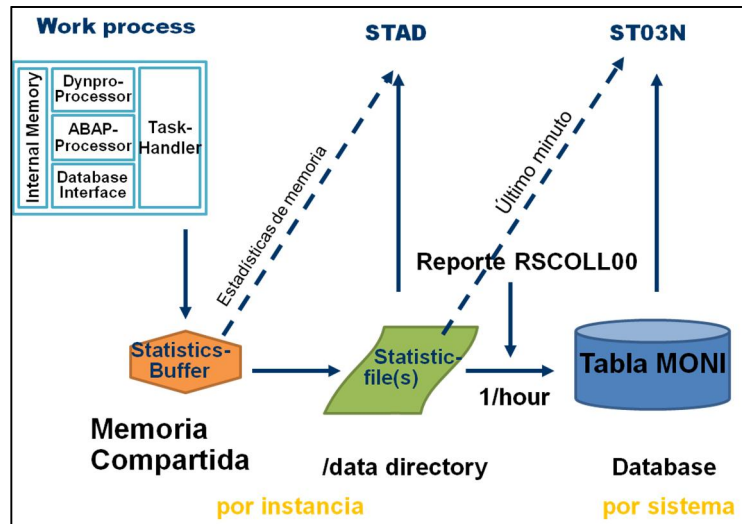 Work process
STAD
ST03N
Internal Memory
Dynpro-
Processor
ABAP-
Processor
Database
Interface
Task-
Handler
Estadísticas de memoria
Último minuto
Reporte RSCOLL00
Statistics-
Buffer
Statistic-
file(s)
1/hour
Tabla MONI
Memoria
Compartida
/data directory
Database
por instancia
por sistema